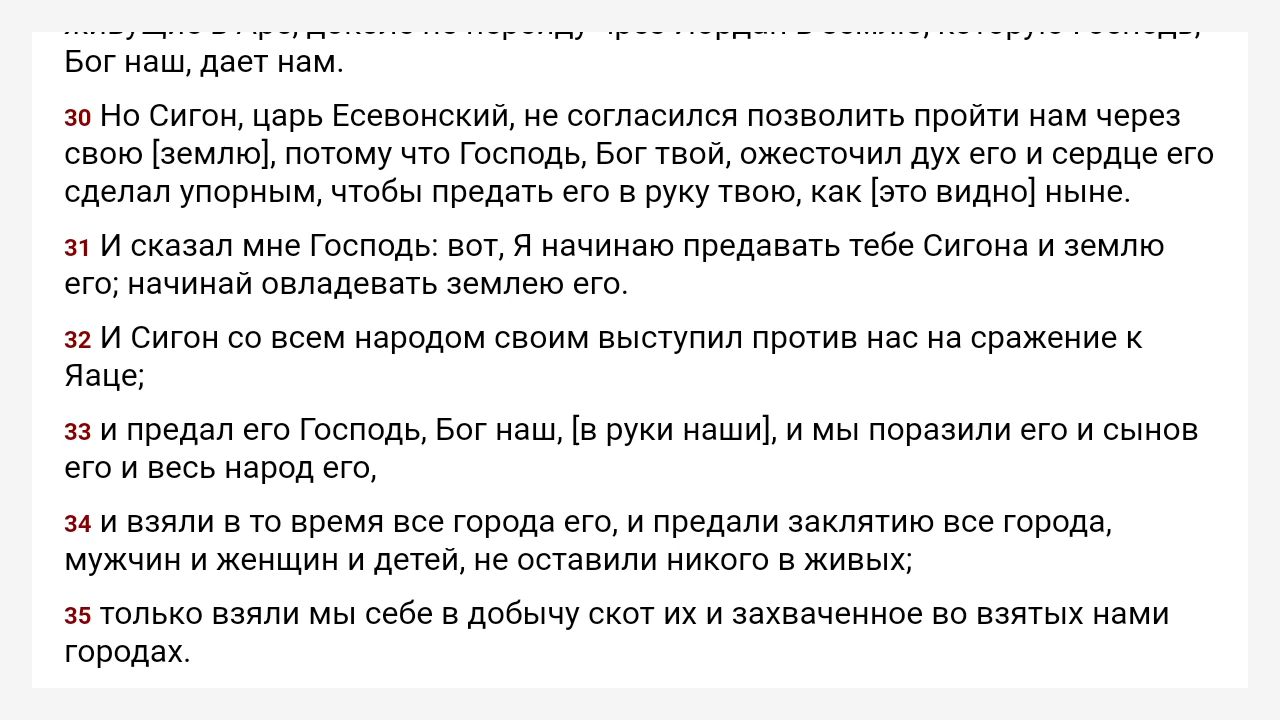 Бог наш, дает нам.
30 Но Сигон, царь Есевонский, не согласился позволить пройти нам через
свою [землю], потому что Господь, Бог твой, ожесточил дух его и сердце его
сделал упорным, чтобы предать его в руку твою, как [это видно] ныне.
31 И сказал мне Господь: вот, Я начинаю предавать тебе Сигона и землю
его; начинай овладевать землею его.
32 И Сигон со всем народом своим выступил против нас на сражение к
Яаце;
33 и предал его Господь, Бог наш, [в руки наши], и мы поразили его и сынов
его и весь народ его,
34 и взяли в то время все города его, и предали заклятию все города,
мужчин и женщин и детей, не оставили никого в живых;
35 только взяли мы себе в добычу скот их и захваченное во взятых нами
городах.